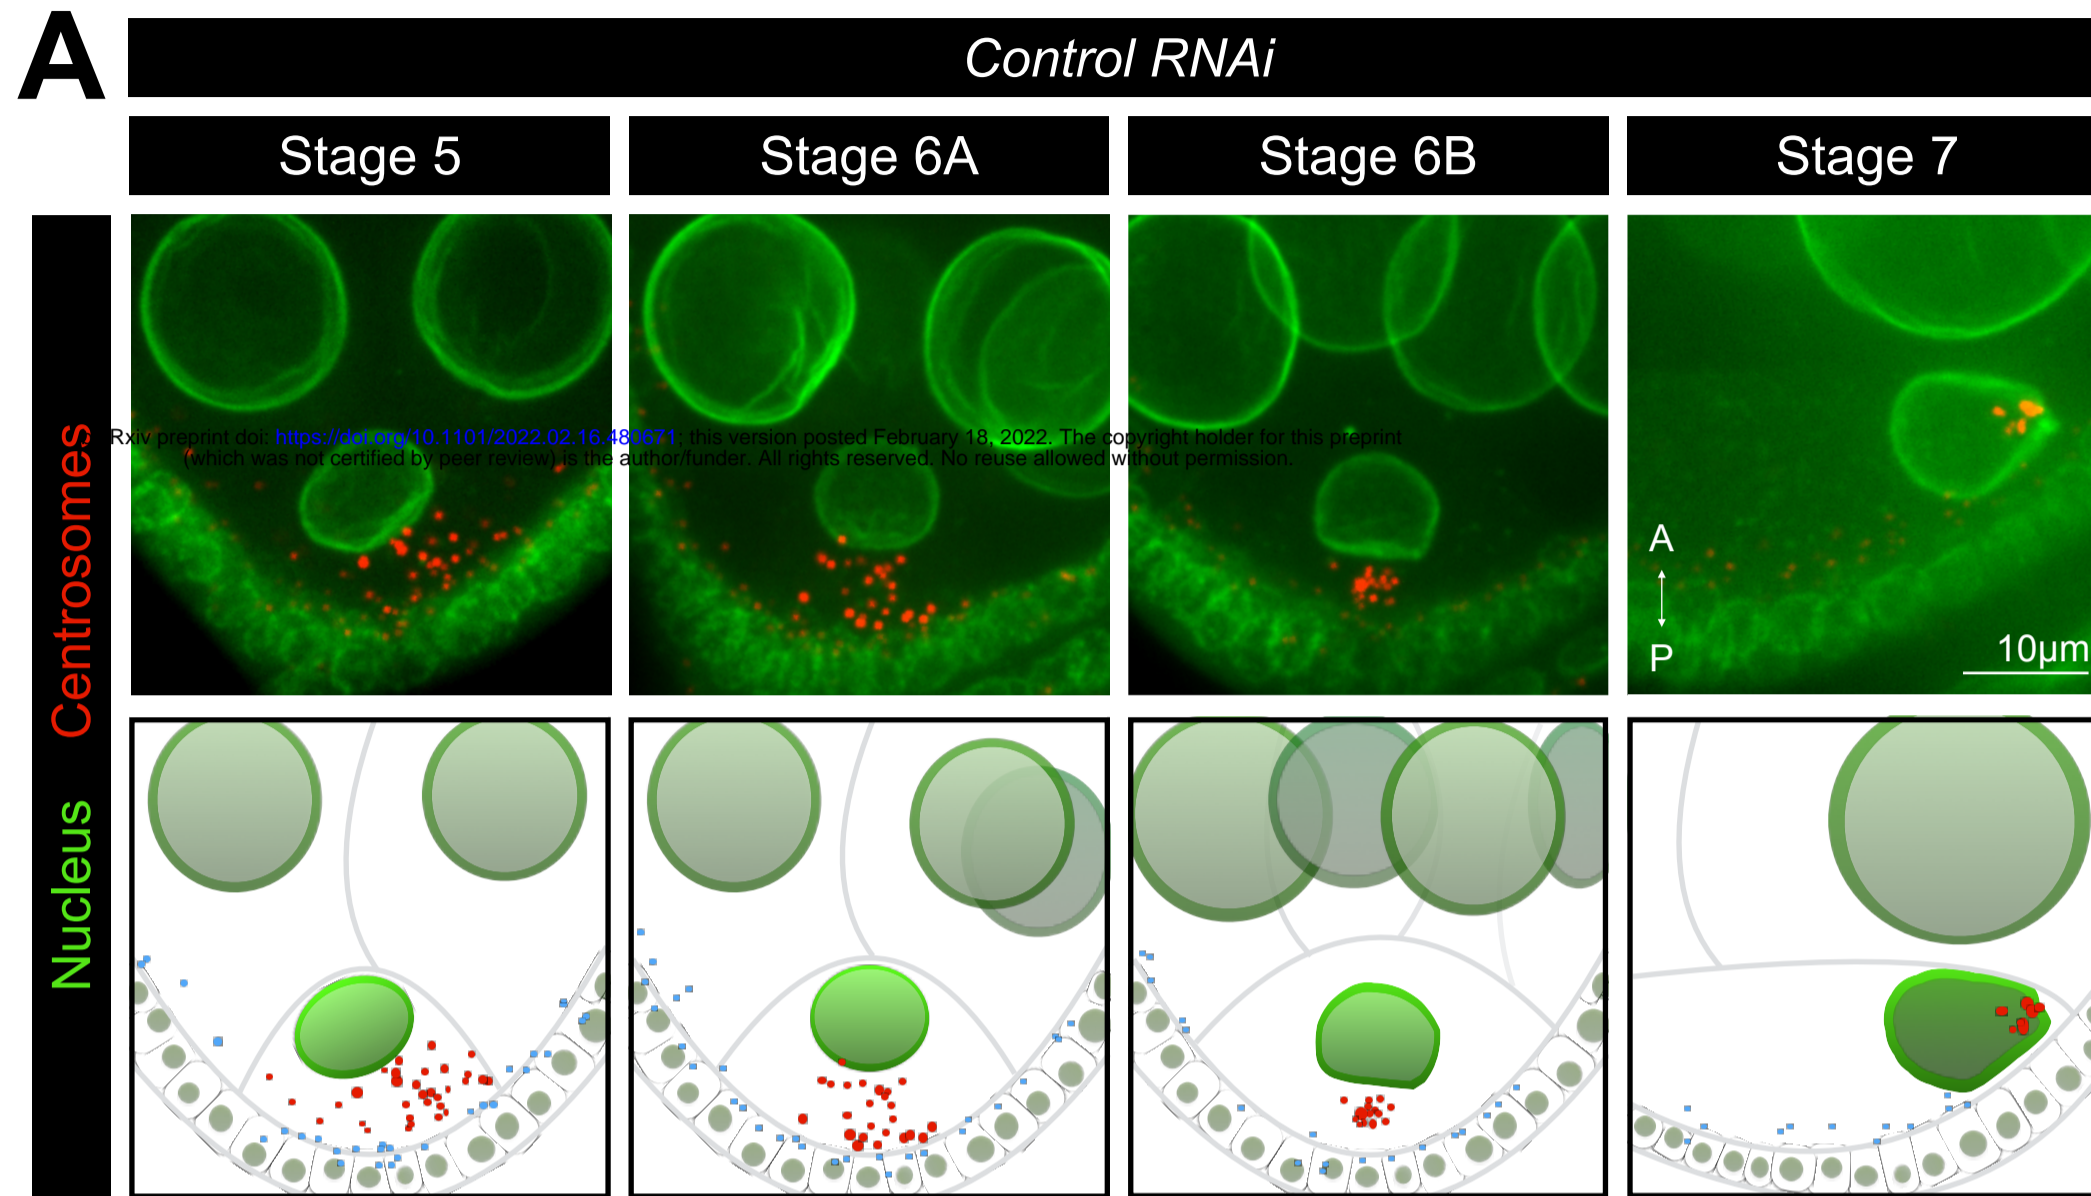 A
Control RNAi
Stage 5
Stage 6A
Stage 6B
Stage 7
Nucleus Centrosomes
Rxiv preprint doi: https://doi.org/10.1101/2022.02.16.480671; this version posted February 18, 2022. The copyright holder for this preprint
(which was not certified by peer review) is the author/funder. All rights reserved. No reuse allowed without permission.
A
P
10µm